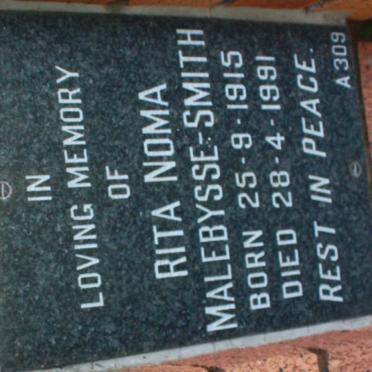 IN
LOVING MEMORY
OF
RITA NOMA
MALEBYSSE-SMITH
BORN 25-9-1915
DIED 28-4-1991
REST IN PEACE.
A309